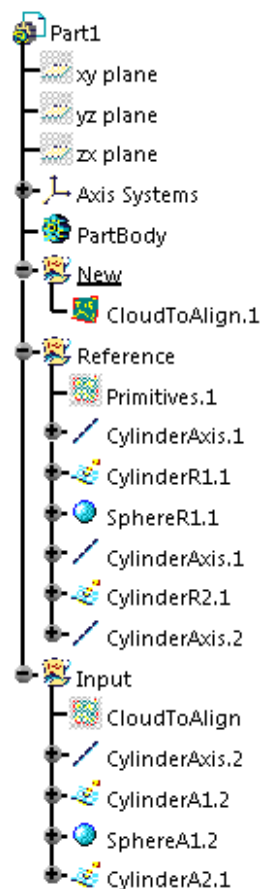 Part1
xy plane
yz plane
zx plane
Axis Systems
PartBody
New
CloudToAlign.1
Reference
Primitives.1
CylinderAxis.1
CylinderR1.1
SphereR1.1
CylinderAxis.1
CylinderR2.1
CylinderAxis.2
Input
CloudToAlign
CylinderAxis.2
CylinderA1.2
SphereA1.2
CylinderA2.1